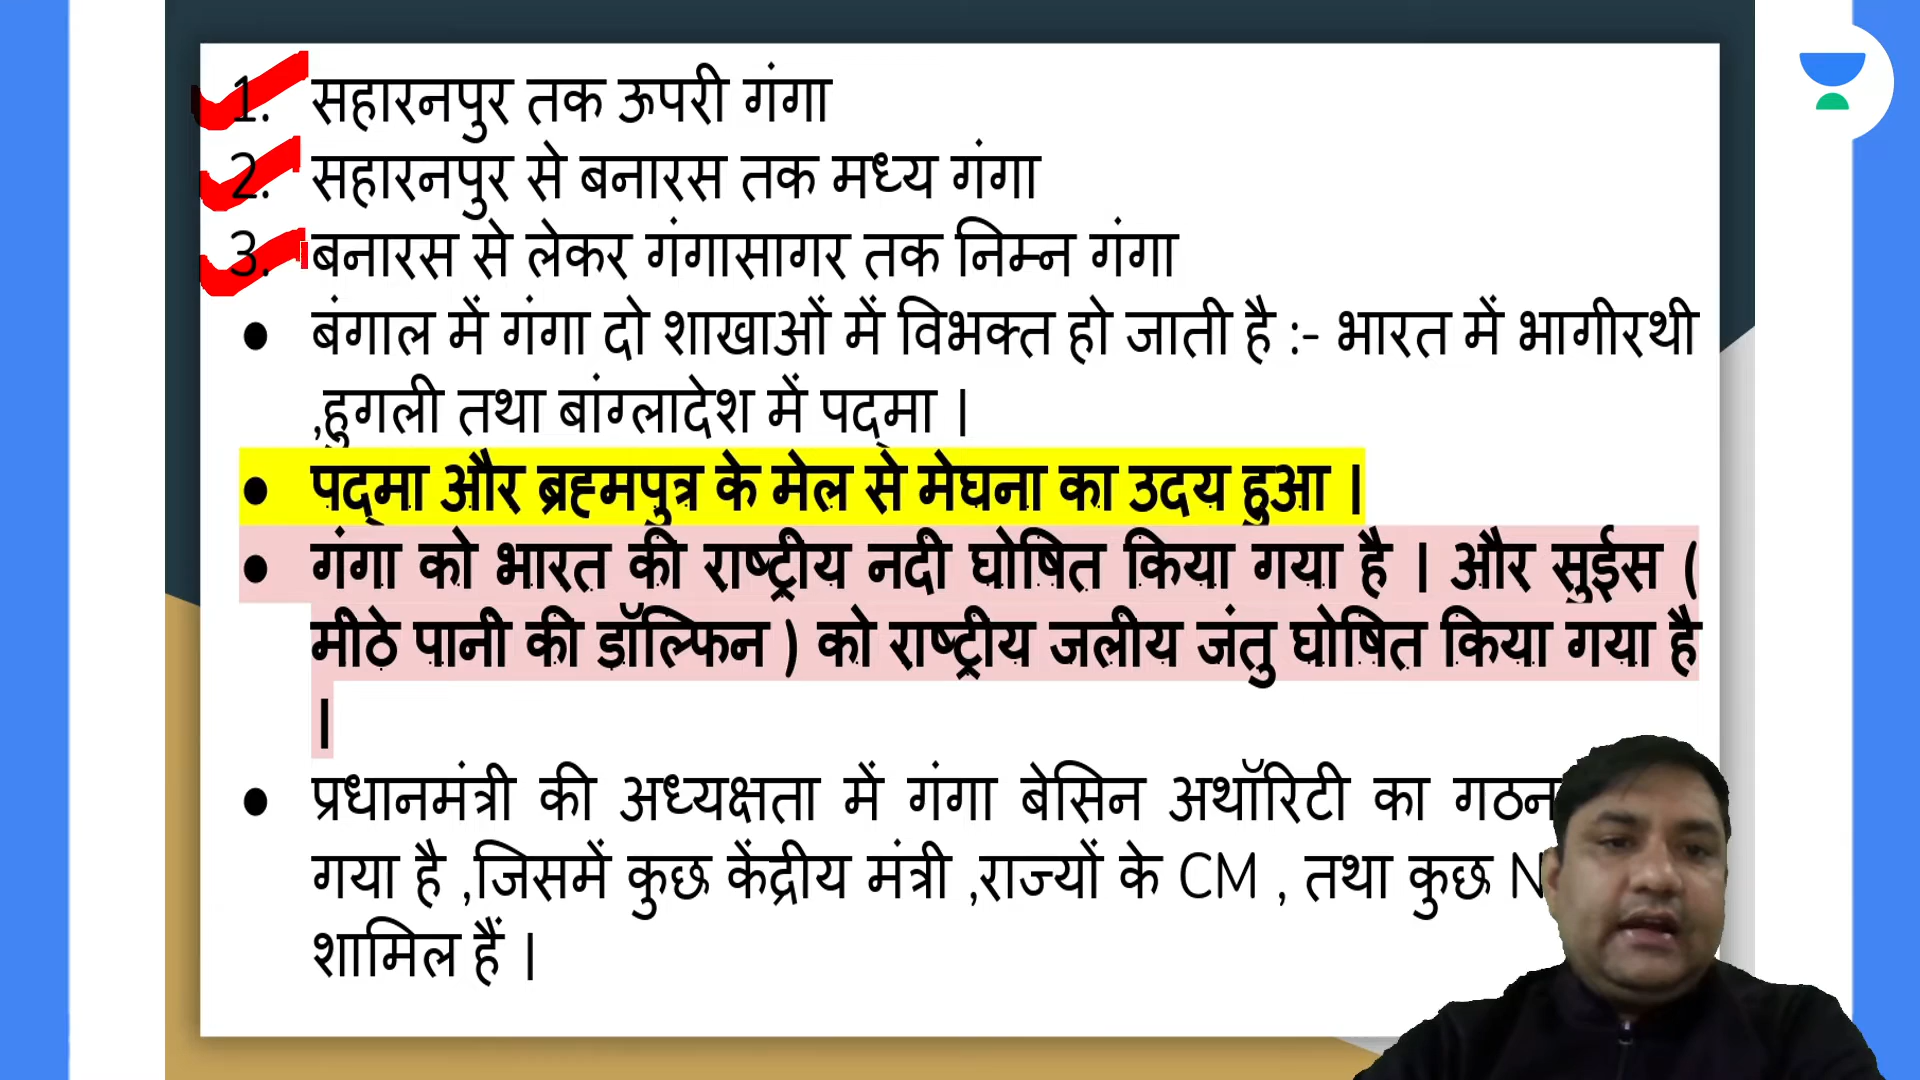 1. सहारनपुर तक ऊपरी गंगा
2. सहारनपुर से बनारस तक मध्य गंगा
3. बनारस से लेकर गंगासागर तक निम्न गंगा
● बंगाल में गंगा दो शाखाओं में विभक्त हो जाती है :- भारत में भागीरथी
,हुगली तथा बांग्लादेश में पद्मा ।
● पद्मा और ब्रह्मपुत्र के मेल से मेघना का उदय हुआ ।
● गंगा को भारत की राष्ट्रीय नदी घोषित किया गया है । और सुईस (
मीठे पानी की डॉल्फिन ) को राष्ट्रीय जलीय जंतु घोषित किया गया है
।
● प्रधानमंत्री की अध्यक्षता में गंगा बेसिन अथॉरिटी का गठन
गया है ,जिसमें कुछ केंद्रीय मंत्री ,राज्यों के CM , तथा कुछ
शामिल हैं ।